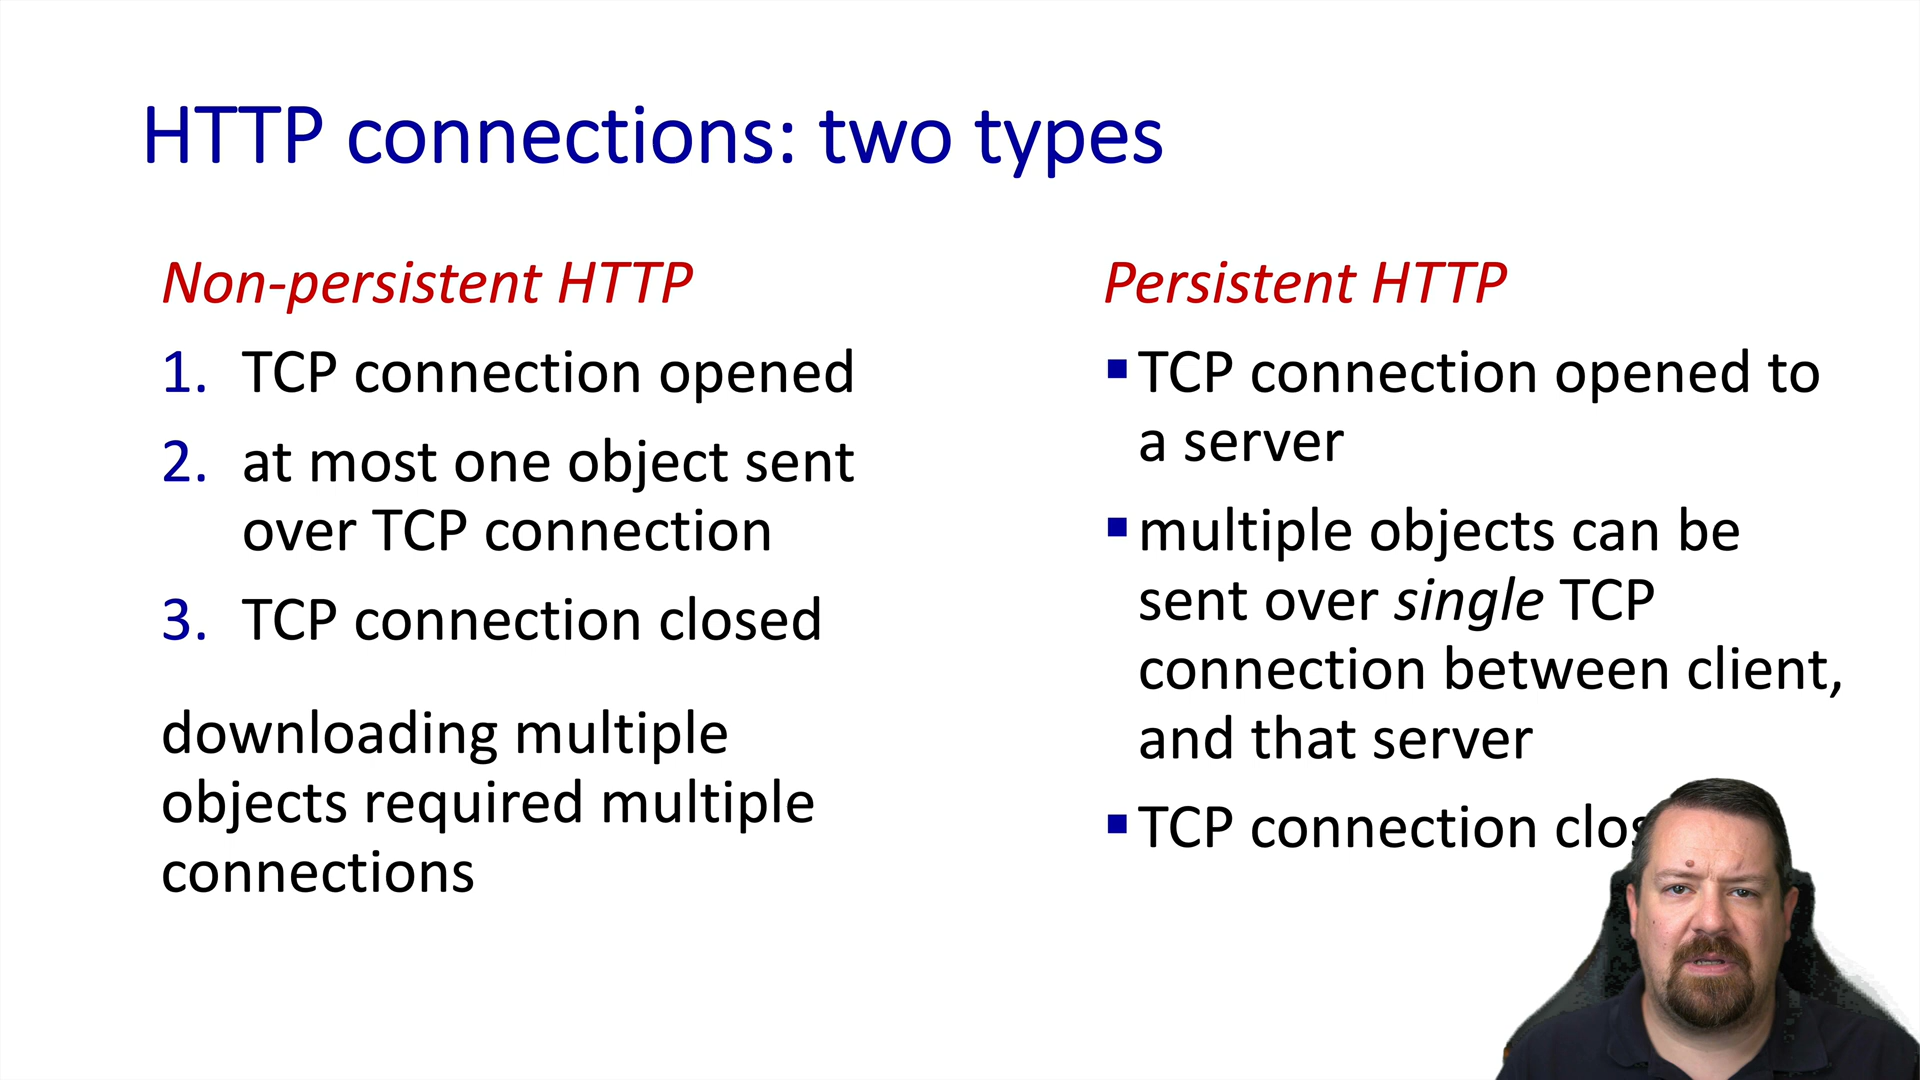 HTTP connections: two types
Non-persistent HTTP
1. TCP connection opened
2. at most one object sent
over TCP connection
3. TCP connection closed
downloading multiple
objects required multiple
connections
Persistent HTTP
▪TCP connection opened to
a server
▪multiple objects can be
sent over single TCP
connection between client,
and that server
▪TCP connection